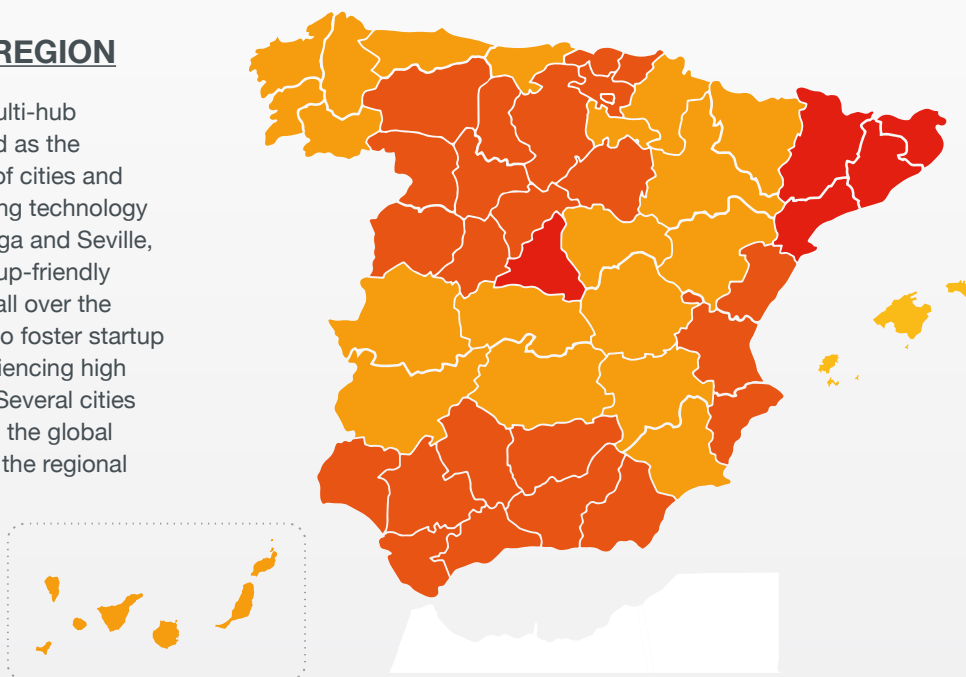 REGION
ulti-hub
d as the
of cities and
ng technology
ga and Seville,
up-friendly
all over the
o foster startup
iencing high
Several cities
the global
the regional